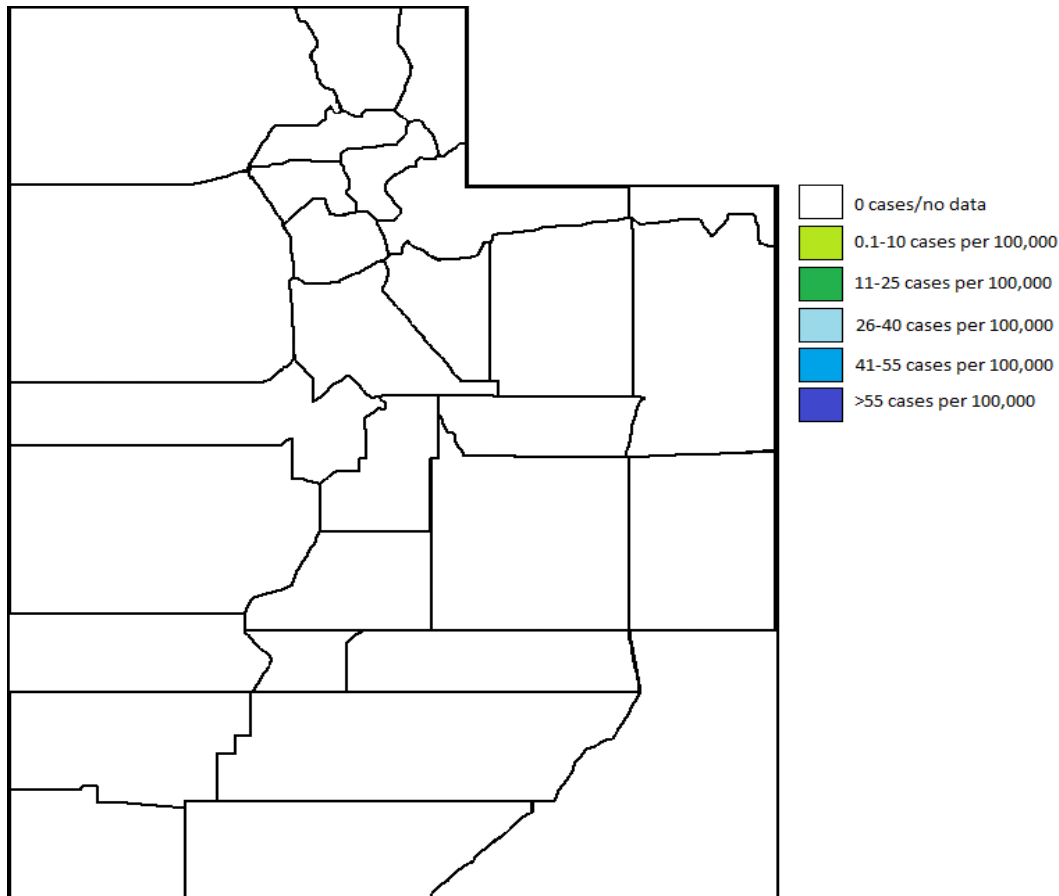 0 cases/no data
0.1-10 cases per 100,000
11-25 cases per 100,000
26-40 cases per 100,000
41-55 cases per 100,000
>55 cases per 100,000